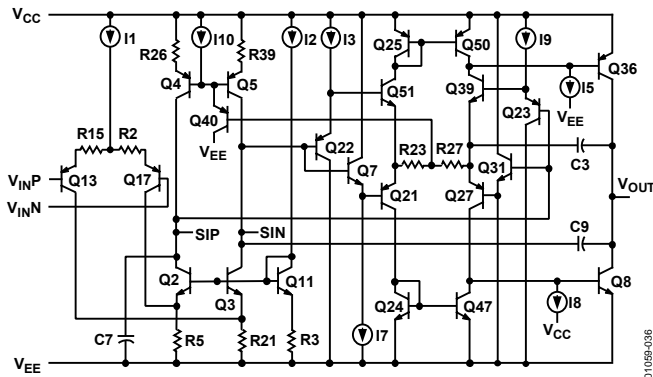 VCC
I1
I10
I2
I3
I9
R26
R39
Q25
Q50
Q36
Q4
Q5
Q51
Q39
Q23
I5
VEE
Q40
VEE
R15
R2
Q22
R23
R27
Q31
C3
Q7
VINP
Q13
Q17
Q21
Q27
VOUT
VINN
SIP
SIN
C9
Q2
Q3
Q11
Q24
Q47
Q8
I8
VCC
C7
R5
R21
R3
I7
VEE
01059-036